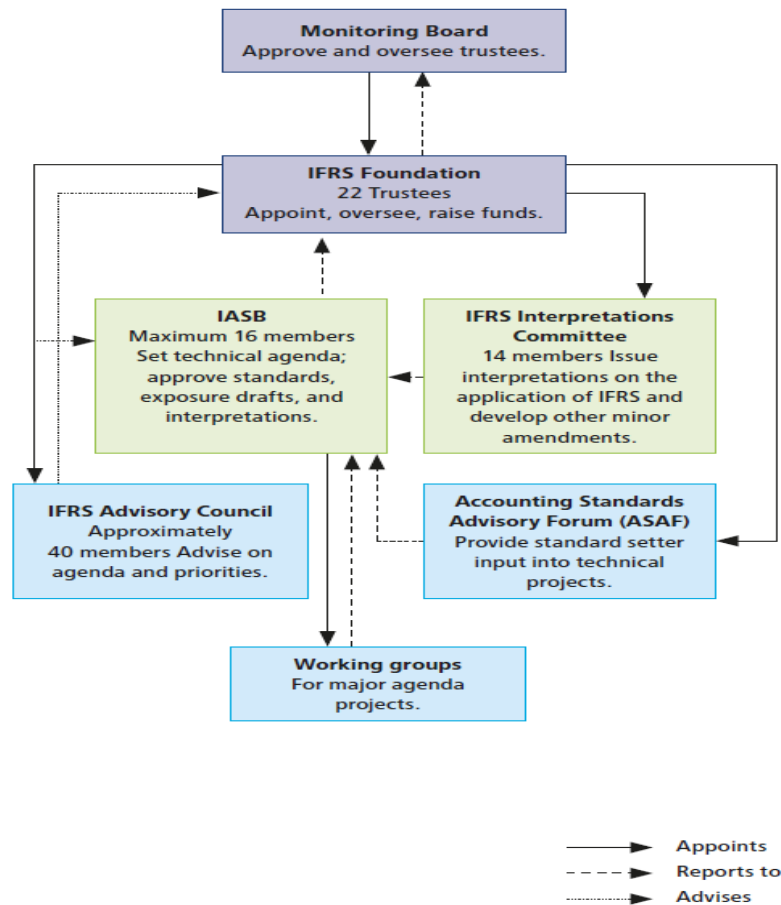 Monitoring Board
Approve and oversee trustees.
IFRS Foundation
22 Trustees
Appoint, oversee, raise funds.
IASB
Maximum 16 members
Set technical agenda;
approve standards,
exposure drafts, and
interpretations.
IFRS Interpretations
Committee
14 members Issue
interpretations on the
application of IFRS and
develop other minor
amendments.
IFRS Advisory Council
Approximately
40 members Advise on
agenda and priorities.
Accounting Standards
Advisory Forum (ASAF)
Provide standard setter
input into technical
projects.
Working groups
For major agenda
projects.
Appoints
Reports to
Advises